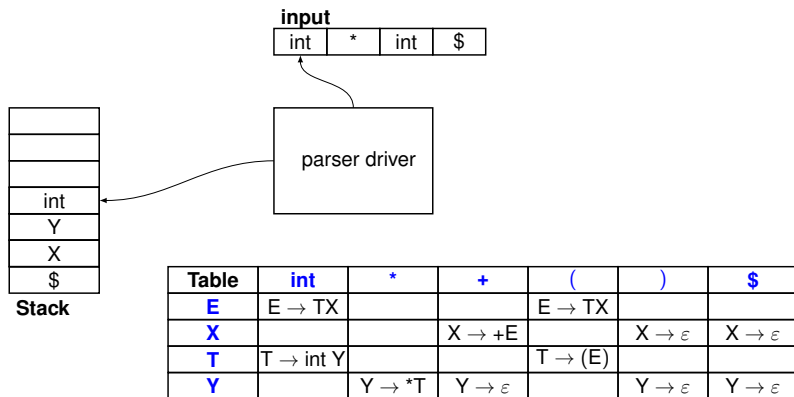 input
int * int $
parser driver
int
Y
X
$
Stack
Table int * + ( ) $
E E → TX E → TX
X X → +E X → ε X → ε
T T → int Y T → (E)
Y Y → *T Y → ε Y → ε Y → ε